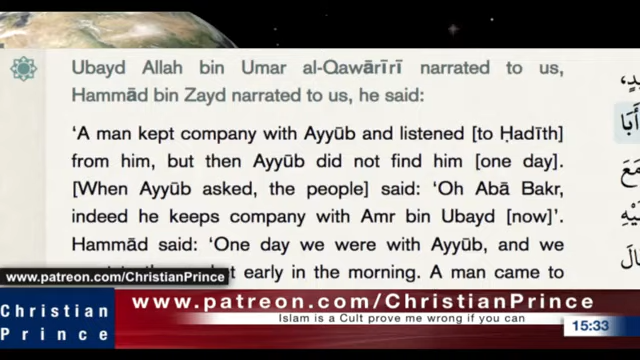 Ubayd Allah bin Umar al-Qawārīrī narrated to us,
Hammād bin Zayd narrated to us, he said:
‘A man kept company with Ayyūb and listened [to Ḥadīth]
from him, but then Ayyūb did not find him [one day].
[When Ayyūb asked, the people] said: ‘Oh Abā Bakr,
indeed he keeps company with Amr bin Ubayd [now]’.
Hammād said: ‘One day we were with Ayyūb, and we
early in the morning. A man came to
www.patreon.com/ChristianPrince
www.patreon.com/ChristianPrince
Christian
Prince
Islam is a Cult prove me wrong if you can
15:33
أَبَا